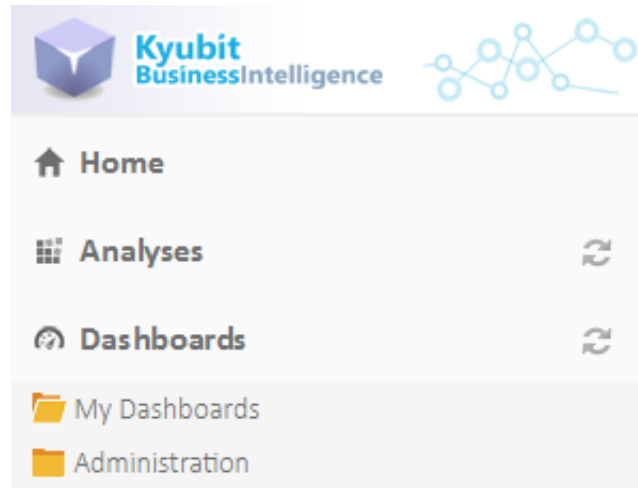 Kyubit
BusinessIntelligence
Home
Analyses
Dashboards
My Dashboards
Administration